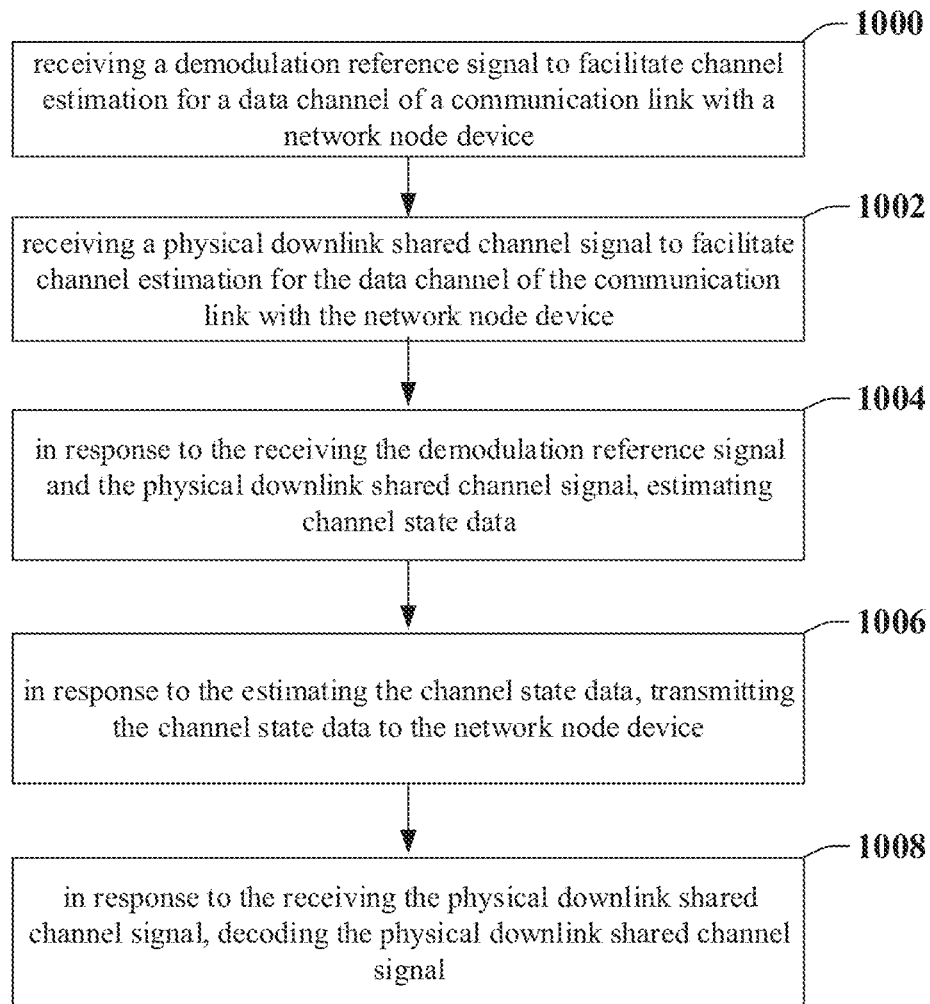 1000
receiving a demodulation reference signal to facilitate channel
estimation for a data channel of a communication link with a
network node device
1002
receiving a physical downlink shared channel signal to facilitate
channel estimation for the data channel of the communication
link with the network node device
1004
in response to the receiving the demodulation reference signal
and the physical downlink shared channel signal, estimating
channel state data
1006
in response to the estimating the channel state data, transmitting
the channel state data to the network node device
1008
in response to the receiving the physical downlink shared
channel signal, decoding the physical downlink shared channel
signal